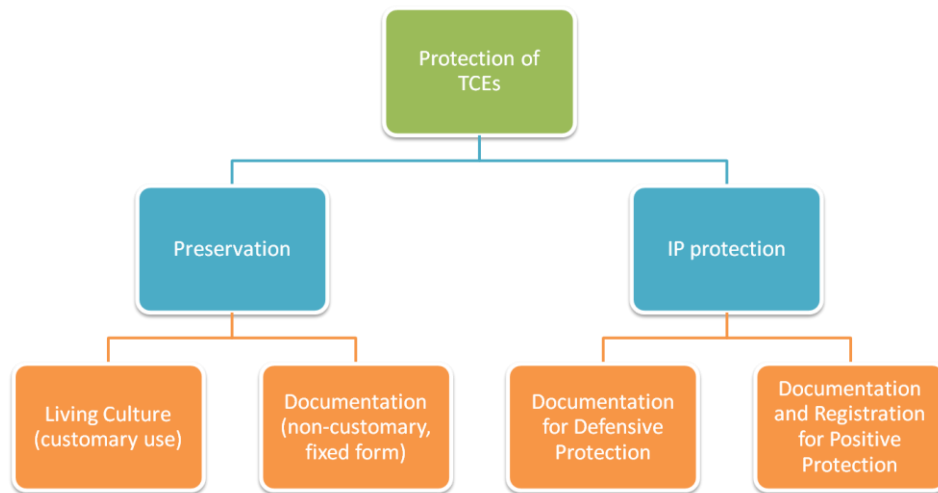 Protection of
TCEs
Preservation
IP protection
Living Culture
(customary use)
Documentation
(non-customary,
fixed form)
Documentation
for Defensive
Protection
Documentation
and Registration
for Positive
Protection